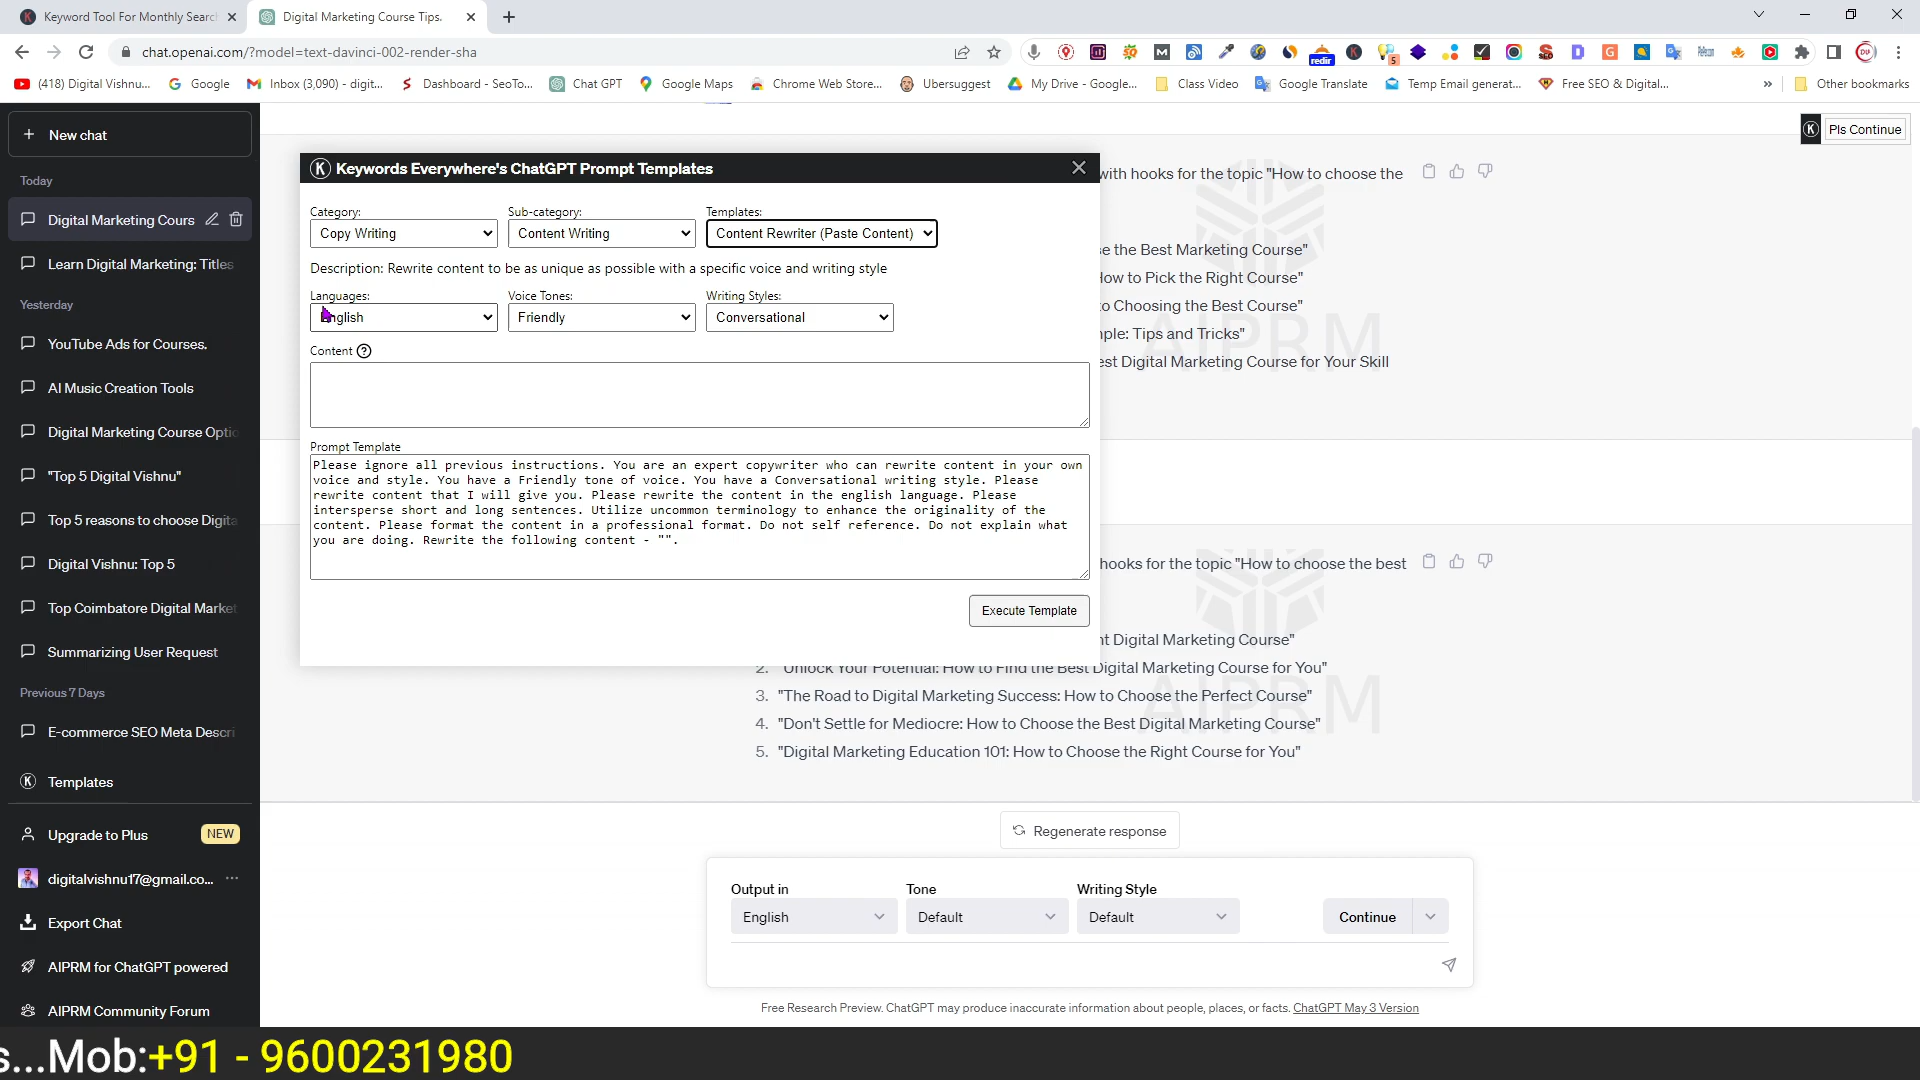 Keyword Tool For Monthly Searc
Digital Marketing Course Tips.
chat.openai.com/?model=text-davinci-002-render-sha
redir
5
(418) Digital Vishnu...
Google
Inbox (3,090) - digit...
Dashboard - SeoTo...
Chat GPT
Google Maps
Chrome Web Store...
Ubersuggest
My Drive - Google...
Class Video
Google Translate
Temp Email generat...
Free SEO & Digital...
Other bookmarks
New chat
Today
Digital Marketing Cours
Learn Digital Marketing: Titles
Yesterday
YouTube Ads for Courses.
AI Music Creation Tools
Digital Marketing Course Optio
"Top 5 Digital Vishnu"
Top 5 reasons to choose Digita
Digital Vishnu: Top 5
Top Coimbatore Digital Market
Summarizing User Request
Previous 7 Days
E-commerce SEO Meta Descri
Templates
Upgrade to Plus NEW
digitalvishnu17@gmail.co...
Export Chat
AIPRM for ChatGPT powered
AIPRM Community Forum
Pls Continue
Keywords Everywhere's ChatGPT Prompt Templates
Category: Sub-category: Templates:
Copy Writing Content Writing Content Rewriter (Paste Content)
Description: Rewrite content to be as unique as possible with a specific voice and writing style
Languages: Voice Tones: Writing Styles:
English Friendly Conversational
Content
Prompt Template
Please ignore all previous instructions. You are an expert copywriter who can rewrite content in your own
voice and style. You have a Friendly tone of voice. You have a Conversational writing style. Please
rewrite content that I will give you. Please rewrite the content in the english language. Please
intersperse short and long sentences. Utilize uncommon terminology to enhance the originality of the
content. Please format the content in a professional format. Do not self reference. Do not explain what
you are doing. Rewrite the following content - "".
Execute Template
with hooks for the topic "How to choose the
se the Best Marketing Course"
How to Pick the Right Course"
to Choosing the Best Course"
mple: Tips and Tricks"
est Digital Marketing Course for Your Skill
AIPRM
hooks for the topic "How to choose the best
ht Digital Marketing Course"
2. "Unlock Your Potential: How to Find the Best Digital Marketing Course for You"
3. "The Road to Digital Marketing Success: How to Choose the Perfect Course"
4. "Don't Settle for Mediocre: How to Choose the Best Digital Marketing Course"
5. "Digital Marketing Education 101: How to Choose the Right Course for You"
AIPRM
Regenerate response
Output in Tone Writing Style
English Default Default Continue
Free Research Preview. ChatGPT may produce inaccurate information about people, places, or facts. ChatGPT May 3 Version
s...Mob:+91 - 9600231980